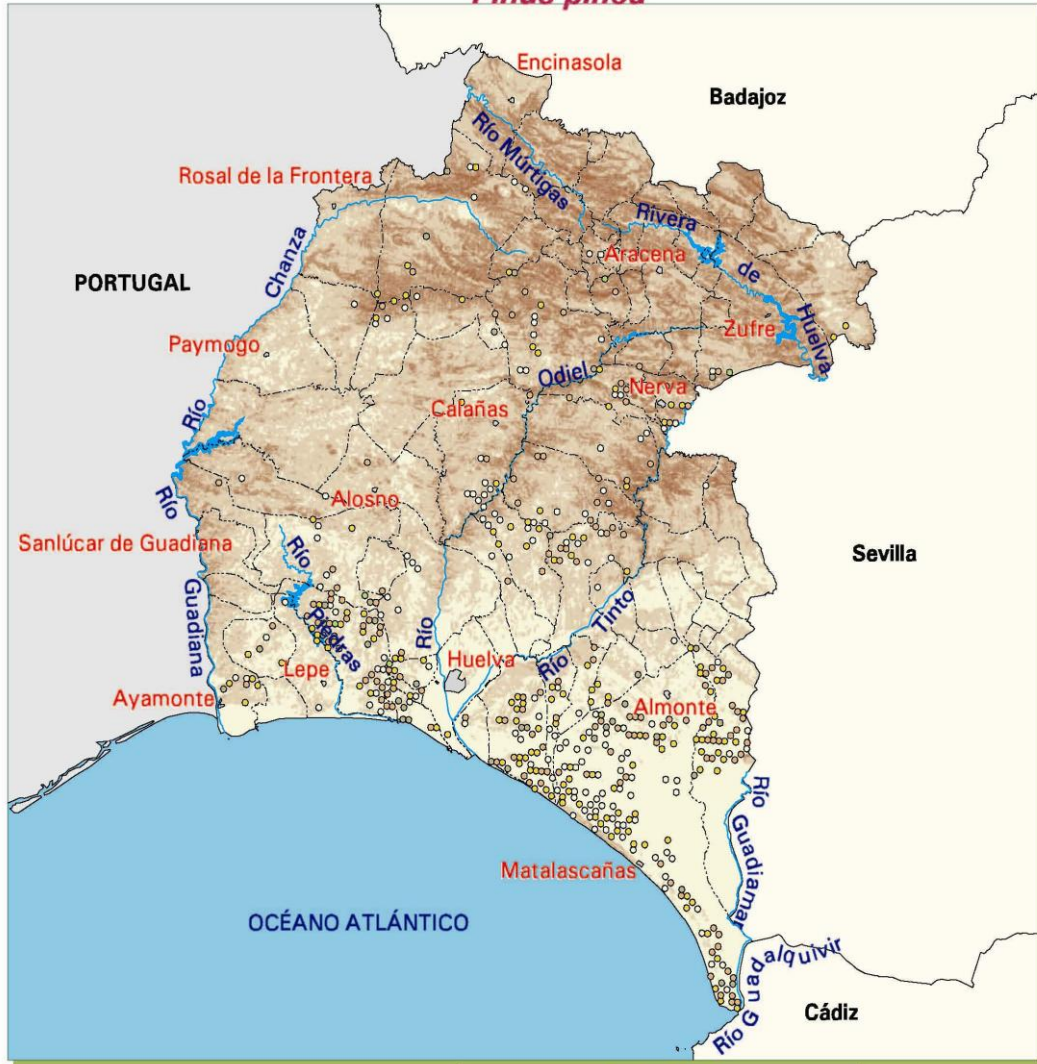 Pinus pinea
Encinasola
Badajoz
Río Múrtigas
Rosal de la Frontera
Rivera de Huelva
Aracena
Río Chanza
PORTUGAL
Zufre
Paymogo
Odiel
Nerva
Calañas
Alosno
Río Guadiana
Sanlúcar de Guadiana
Río Piedras
Sevilla
Río
Río Tinto
Huelva
Lepe
Ayamonte
Almonte
Río Guadiamar
Matalascañas
OCÉANO ATLÁNTICO
Río Guadalquivir
Cádiz